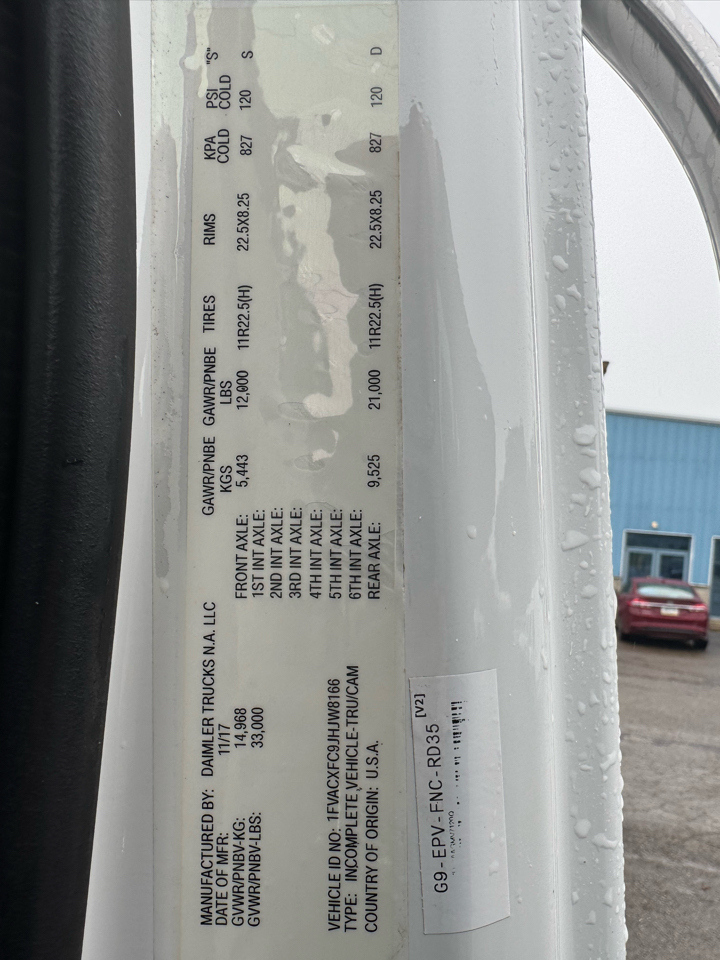 MANUFACTURED BY: DAIMLER TRUCKS N.A. LLC
DATE OF MFR: 11/17
GVWR/PNBV-KG: 14,968
GVWR/PNBV-LBS: 33,000
VEHICLE ID NO: 1FVACXFC9JHJW8166
TYPE: INCOMPLETE VEHICLE-TRU/CAM
COUNTRY OF ORIGIN: U.S.A.
GAWR/PNBE GAWR/PNBE TIRES RIMS KPA PSI "S"
KGS LBS COLD COLD
FRONT AXLE: 5,443 12,000 11R22.5(H) 22.5X8.25 827 120 S
1ST INT AXLE:
2ND INT AXLE:
3RD INT AXLE:
4TH INT AXLE:
5TH INT AXLE:
6TH INT AXLE:
REAR AXLE: 9,525 21,000 11R22.5(H) 22.5X8.25 827 120 D
G9-EPV-FNC-RD35 [V2]